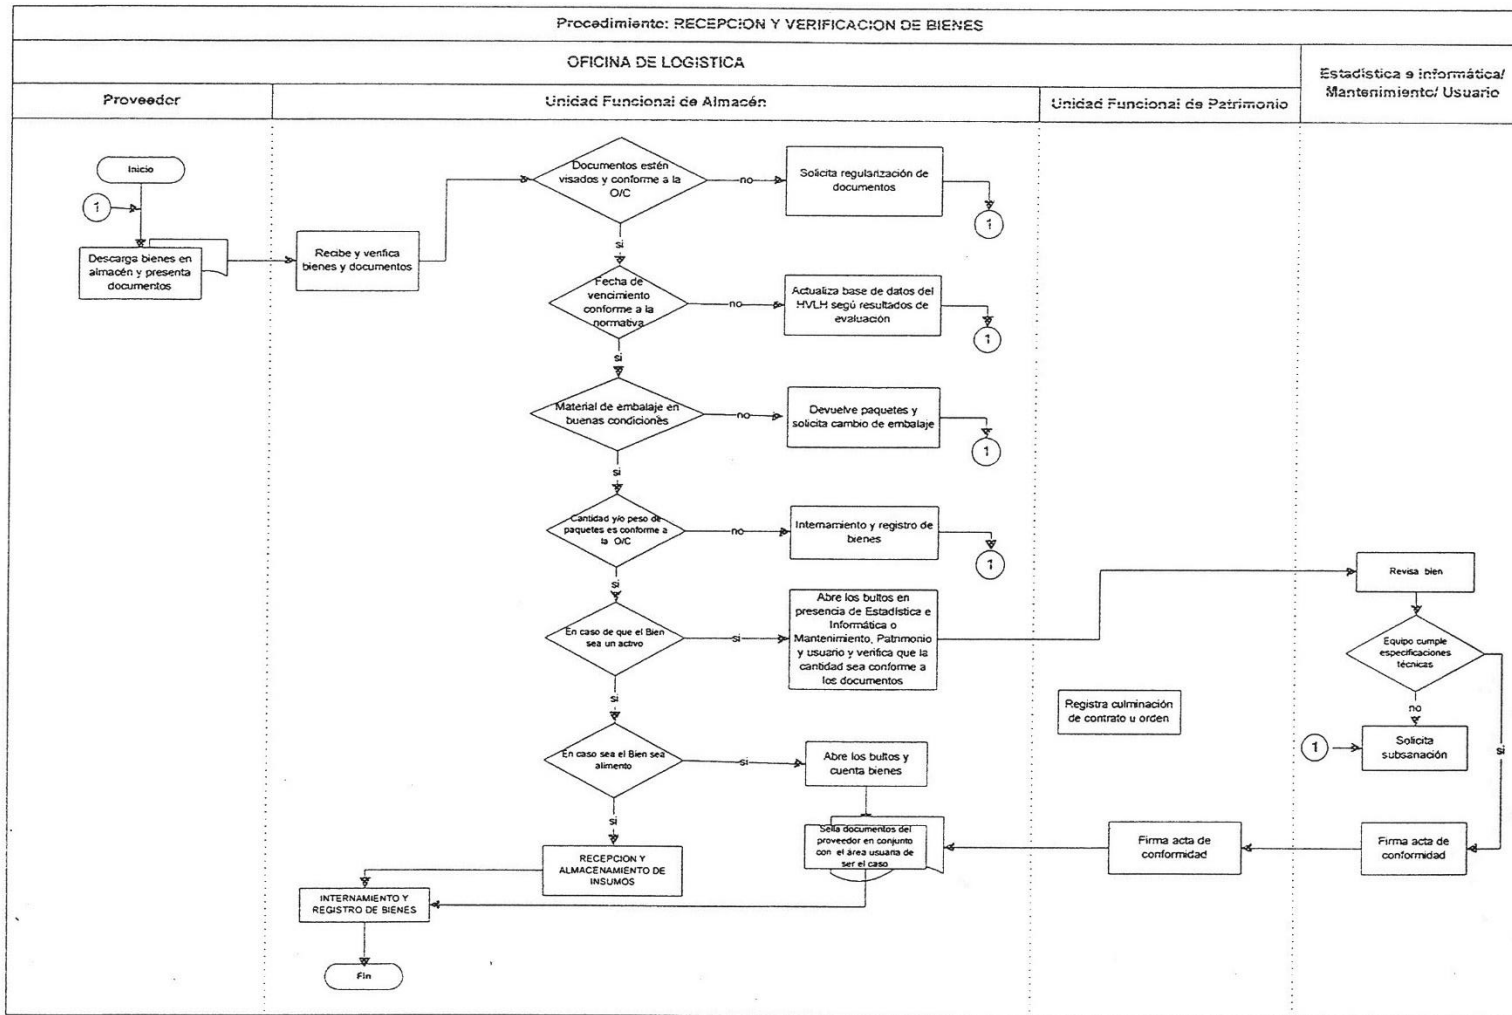 Procedimiento: RECEPCION Y VERIFICACION DE BIENES
OFICINA DE LOGISTICA
Estadística e informática/
Mantenimiento/ Usuario
Proveedor
Unidad Funcional de Almacén
Unidad Funcional de Patrimonio
Inicio
1
Descarga bienes en
almacén y presenta
documentos
Recibe y verifica
bienes y documentos
Documentos estén
visados y conforme a la
O/C
no
Solicita regularización de
documentos
1
si
Fecha de
vencimiento
conforme a la
normativa
no
Actualiza base de datos del
HVLH segú resultados de
evaluación
1
si
Material de embalaje en
buenas condiciones
no
Devuelve paquetes y
solicita cambio de embalaje
1
si
Cantidad y/o peso de
paquetes es conforme a
la O/C
no
Internamiento y registro de
bienes
1
si
En caso de que el Bien
sea un activo
si
Abre los bultos en
presencia de Estadística e
Informática o
Mantenimiento, Patrimonio
y usuario y verifica que la
cantidad sea conforme a
los documentos
Revisa bien
Equipo cumple
especificaciones
técnicas
no
si
Solicita
subsanación
1
Registra culminación
de contrato u orden
si
En caso sea el Bien sea
alimento
si
Abre los bultos y
cuenta bienes
si
Sella documentos del
proveedor en conjunto
con el área usuaria de
ser el caso
Firma acta de
conformidad
Firma acta de
conformidad
RECEPCION Y
ALMACENAMIENTO DE
INSUMOS
INTERNAMIENTO Y
REGISTRO DE BIENES
Fin